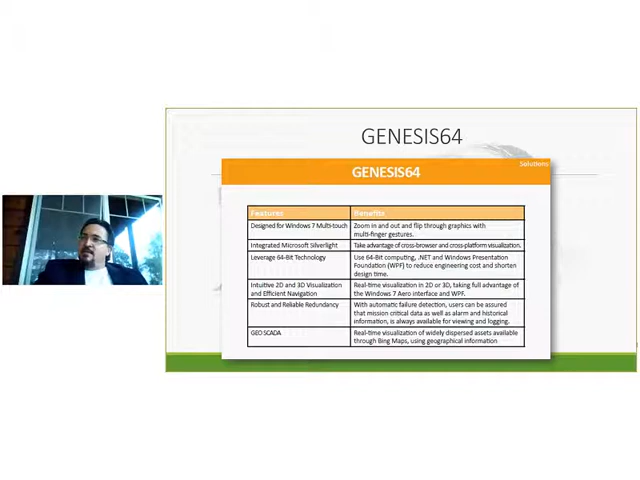 GENESIS64
Solutions
GENESIS64
Features Benefits
Designed for Windows 7 Multi-touch Zoom in and out and flip through graphics with
multi-finger gestures.
Integrated Microsoft Silverlight Take advantage of cross-browser and cross-platform visualization.
Leverage 64-Bit Technology Use 64-Bit computing, .NET and Windows Presentation
Foundation (WPF) to reduce engineering cost and shorten
design time.
Intuitive 2D and 3D Visualization Real-time visualization in 2D or 3D, taking full advantage of
and Efficient Navigation the Windows 7 Aero interface and WPF.
Robust and Reliable Redundancy With automatic failure detection, users can be assured
that mission critical data as well as alarm and historical
information, is always available for viewing and logging.
GEO SCADA Real-time visualization of widely dispersed assets available
through Bing Maps, using geographical information